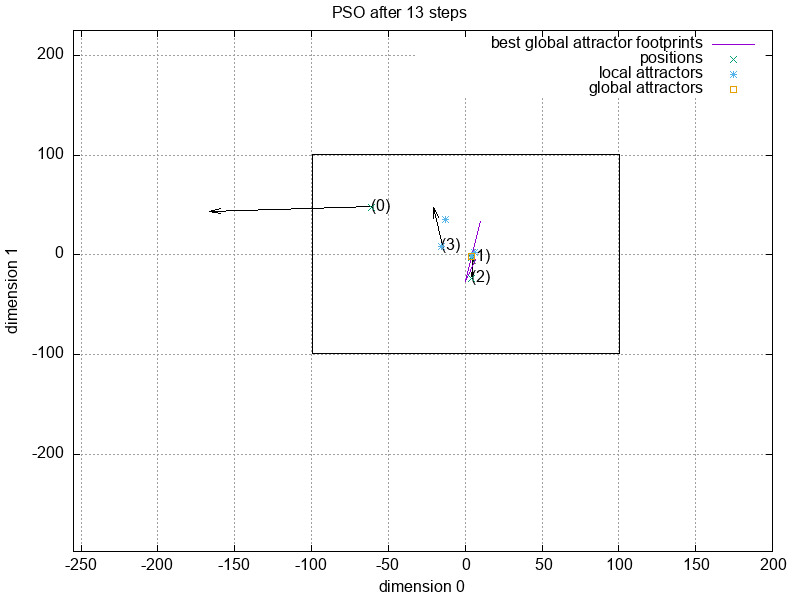 PSO after 13 steps
best global attractor footprints
positions
local attractors
global attractors
200
100
0
-100
-200
dimension 1
(0)
(3)
(1)
(2)
-250
-200
-150
-100
-50
0
50
100
150
200
dimension 0